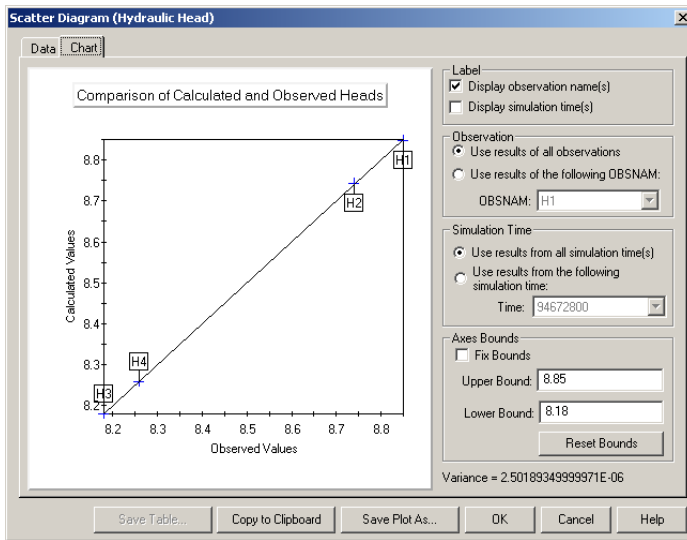 Scatter Diagram (Hydraulic Head)
Data
Chart
Comparison of Calculated and Observed Heads
Calculated Values
8.8
8.7
8.6
8.5
8.4
8.3
8.2
H1
H2
H4
H3
8.2 8.3 8.4 8.5 8.6 8.7 8.8
Observed Values
Label
Display observation name(s)
Display simulation time(s)
Observation
Use results of all observations
Use results of the following OBSNAM:
OBSNAM: H1
Simulation Time
Use results from all simulation time(s)
Use results from the following
simulation time:
Time: 94672800
Axes Bounds
Fix Bounds
Upper Bound: 8.85
Lower Bound: 8.18
Reset Bounds
Variance = 2.50189349999971E-06
Save Table...
Copy to Clipboard
Save Plot As...
OK
Cancel
Help